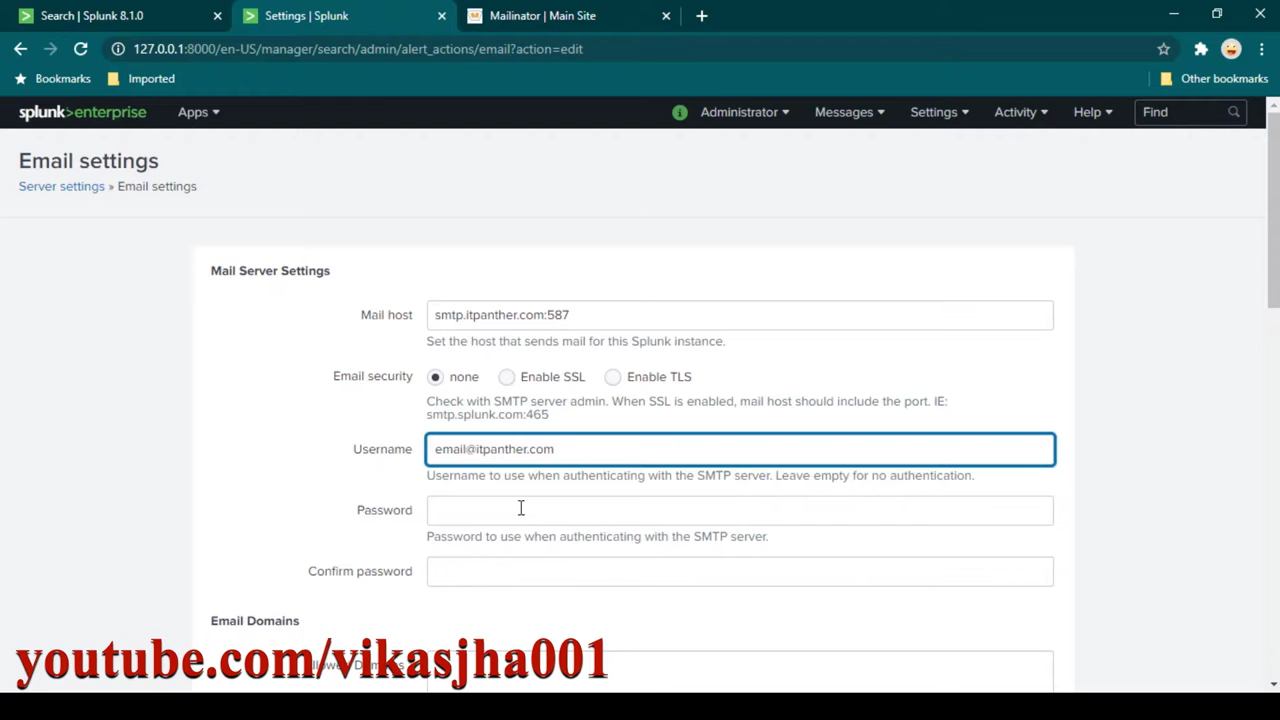 Search | Splunk 8.1.0
Settings | Splunk
Mailinator | Main Site
127.0.0.1:8000/en-US/manager/search/admin/alert_actions/email?action=edit
Bookmarks
Imported
Other bookmarks
splunk>enterprise
Apps
Administrator
Messages
Settings
Activity
Help
Find
Email settings
Server settings » Email settings
Mail Server Settings
Mail host
smtp.itpanther.com:587
Set the host that sends mail for this Splunk instance.
Email security
none
Enable SSL
Enable TLS
Check with SMTP server admin. When SSL is enabled, mail host should include the port. IE:
smtp.splunk.com:465
Username
email@itpanther.com
Username to use when authenticating with the SMTP server. Leave empty for no authentication.
Password
Password to use when authenticating with the SMTP server.
Confirm password
Email Domains
youtube.com/vikasjha001